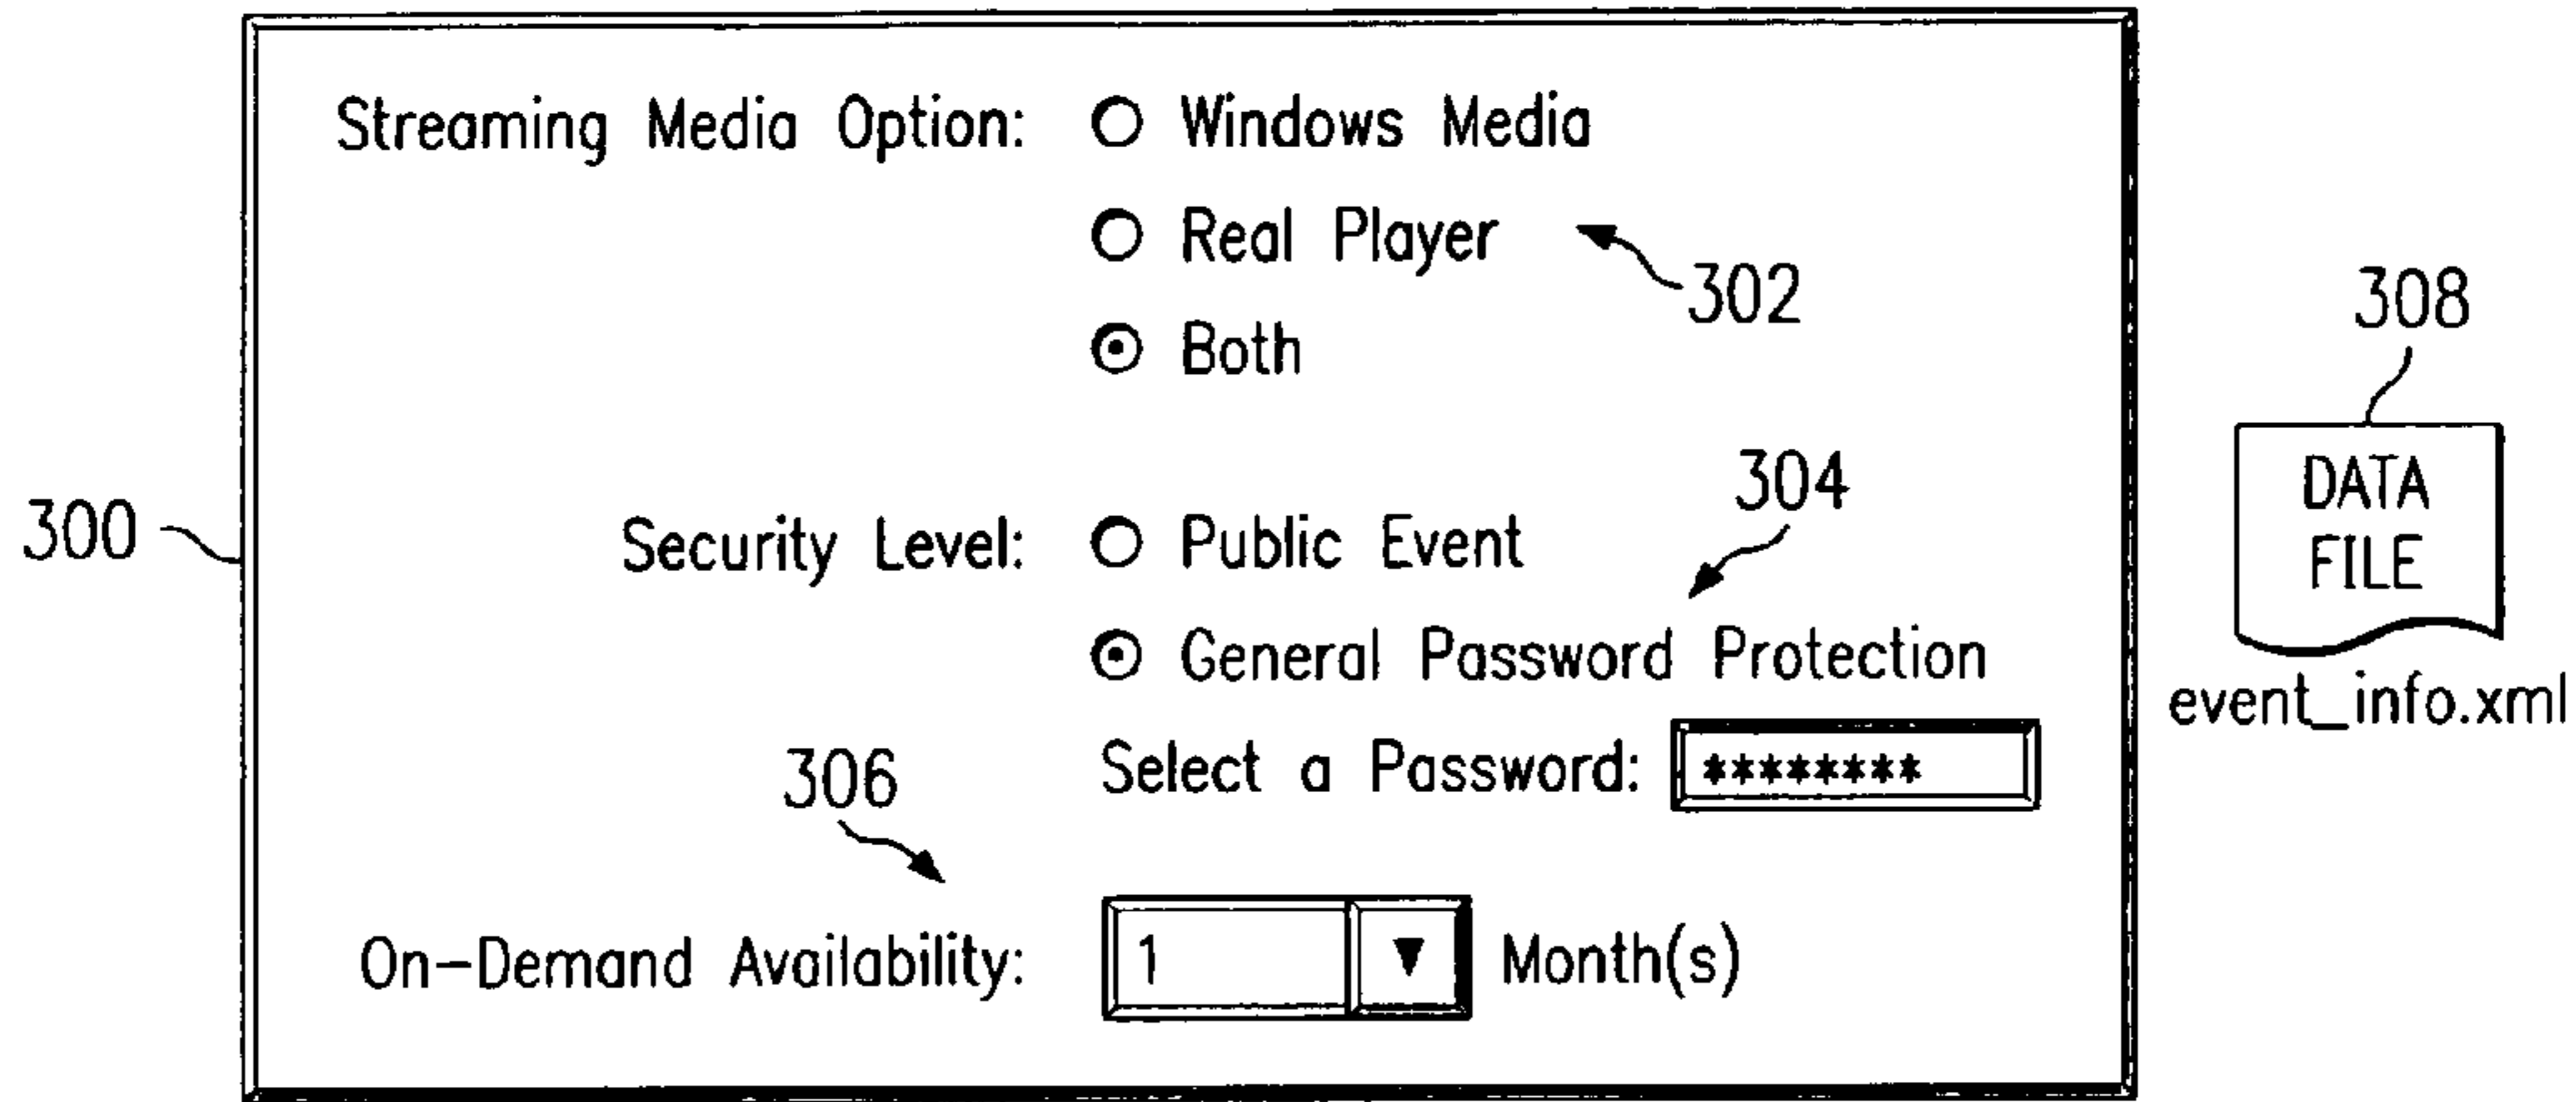 Streaming Media Option: Windows Media
Real Player
302
Both
308
DATA
FILE
event_info.xml
300
304
Security Level: Public Event
General Password Protection
Select a Password: ********
306
On-Demand Availability: 1 ▼ Month(s)